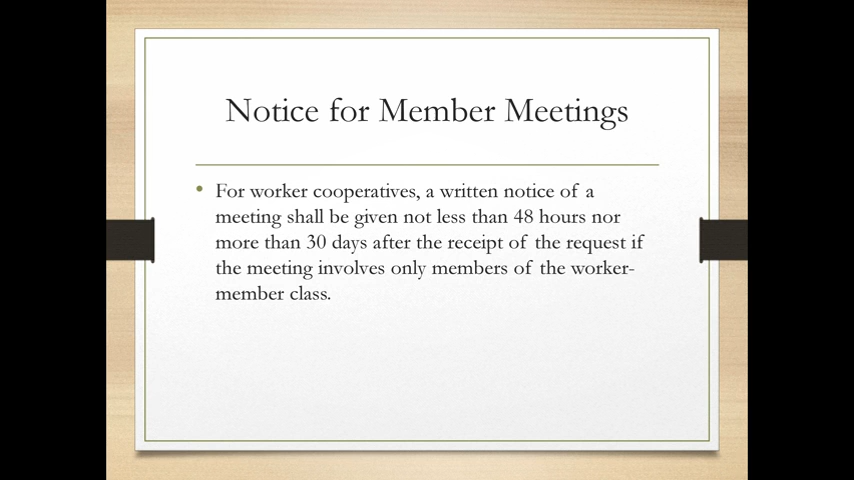 Notice for Member Meetings
• For worker cooperatives, a written notice of a
meeting shall be given not less than 48 hours nor
more than 30 days after the receipt of the request if
the meeting involves only members of the worker-
member class.